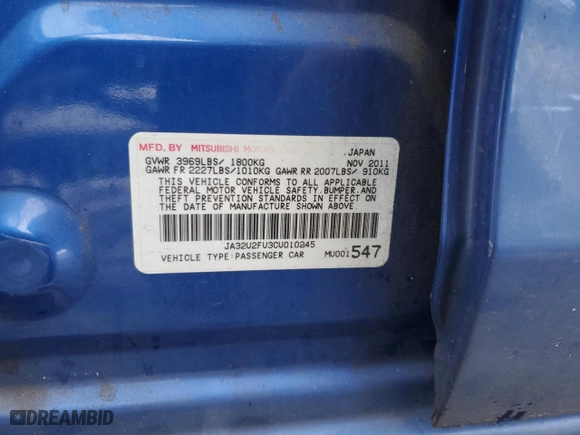 MFD. BY MITSUBISHI MOTORS JAPAN
GVWR 3969LBS/ 1800KG NOV 2011
GAWR FR 2227LBS/1010KG GAWR RR 2007LBS/ 910KG
THIS VEHICLE CONFORMS TO ALL APPLICABLE
FEDERAL MOTOR VEHICLE SAFETY,BUMPER,AND
THEFT PREVENTION STANDARDS IN EFFECT ON
THE DATE OF MANUFACTURE SHOWN ABOVE.
JA32U2FU3CU010245
VEHICLE TYPE:PASSENGER CAR MU001547
DREAMBID